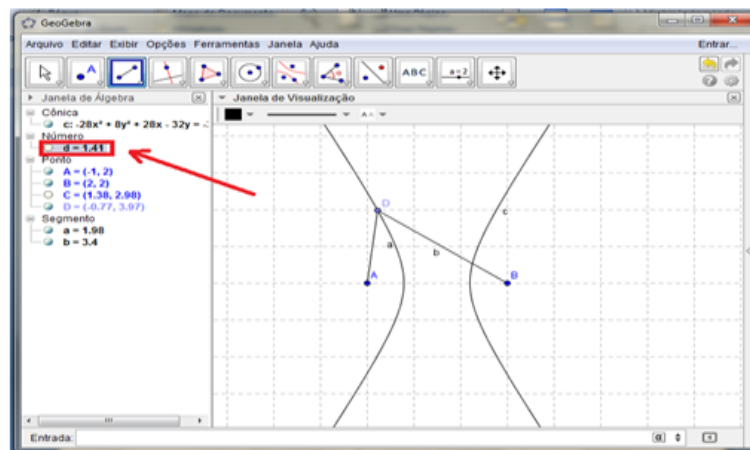 GeoGebra
Arquivo Editar Exibir Opções Ferramentas Janela Ajuda Entrar...
A ABC a=2
Janela de Álgebra
Janela de Visualização
Cônica
c: -28x² + 8y² + 28x - 32y =
Número
d = 1.41
Ponto
A = (-1, 2)
B = (2, 2)
C = (1.38, 2.98)
D = (-0.77, 3.97)
Segmento
a = 1.98
b = 3.4
D
c
a
b
A
B
Entrada:
α